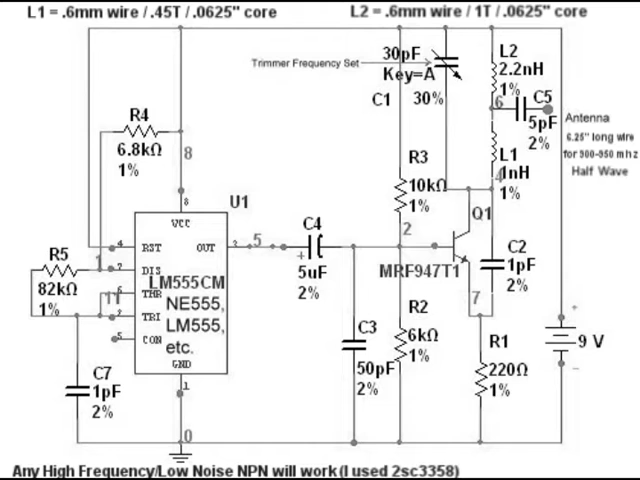 L1 = .6mm wire / .45T / .0625" core
L2 = .6mm wire / 1T / .0625" core
Trimmer Frequency Set
30pF
Key=A
C1
30%
L2
2.2nH
1%
6
C5
5pF
2%
Antenna
6.25" long wire
for 900-950 mhz
Half Wave
R4
6.8kΩ
1%
8
8
R3
10kΩ
1%
L1
4
1nH
1%
U1
VCC
C4
2
Q1
4
RST
OUT
3
5
+
5uF
2%
MRF947T1
C2
1pF
2%
R5
82kΩ
1%
1
7
DIS
LM555CM
NE555,
LM555,
etc.
11
6
THR
2
TRI
5
CON
GND
1
7
R2
6kΩ
1%
C3
50pF
2%
R1
220Ω
1%
+
9 V
-
C7
1pF
2%
0
Any High Frequency/Low Noise NPN will work (I used 2sc3358)